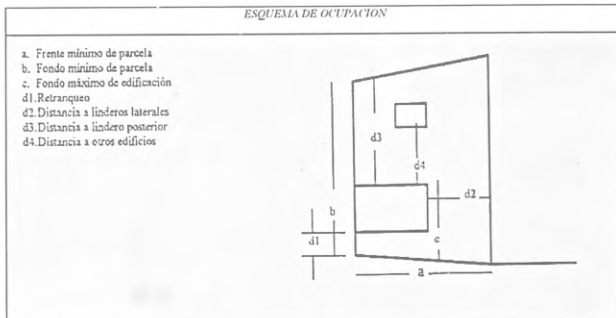 ESQUEMA DE OCUPACION
a. Frente mínimo de parcela
b. Fondo mínimo de parcela
c. Fondo máximo de edificación
d1.Retranqueo
d2.Distancia a linderos laterales
d3.Distancia a lindero posterior
d4.Distancia a otros edificios
d3
d4
d2
b
d1
c
a